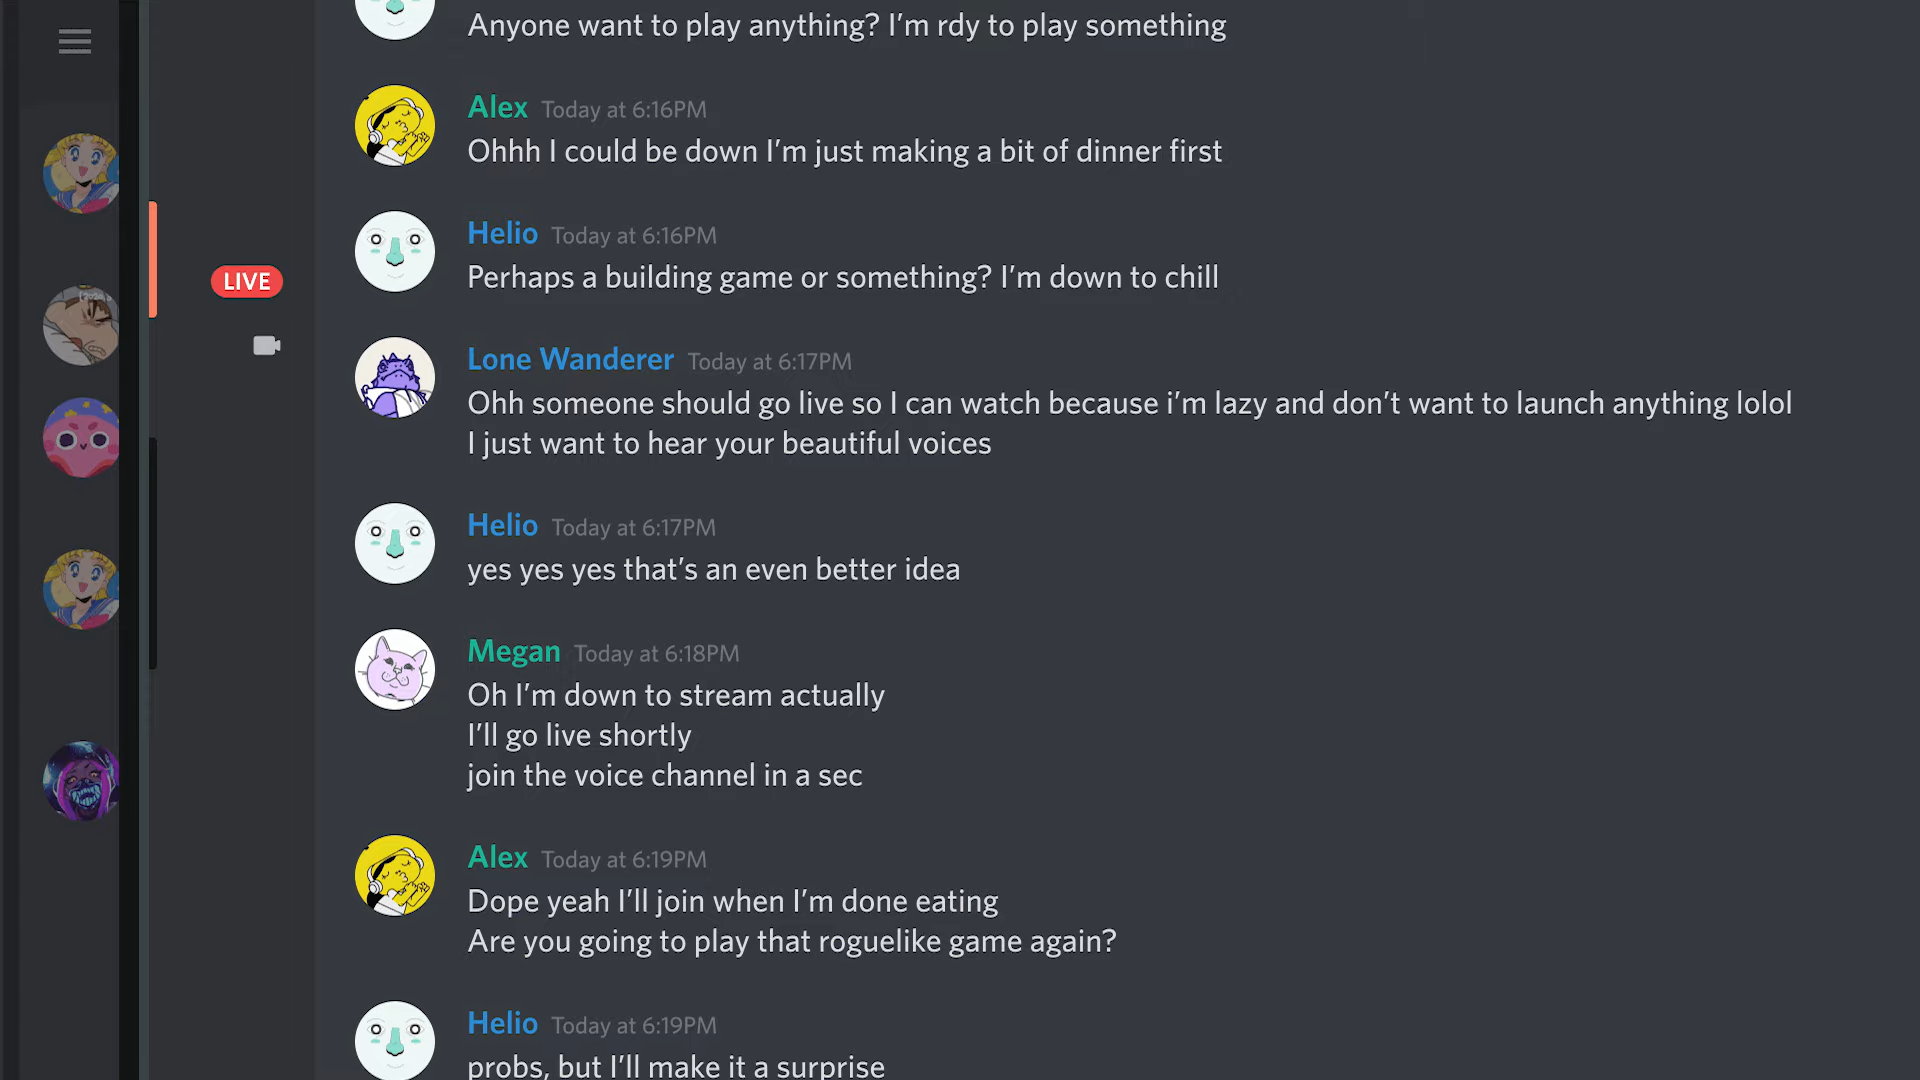 Anyone want to play anything? I'm rdy to play something
Alex Today at 6:16PM
Ohhh I could be down I'm just making a bit of dinner first
Helio Today at 6:16PM
Perhaps a building game or something? I'm down to chill
LIVE
Lone Wanderer Today at 6:17PM
Ohh someone should go live so I can watch because i'm lazy and don't want to launch anything lolol
I just want to hear your beautiful voices
Helio Today at 6:17PM
yes yes yes that's an even better idea
Megan Today at 6:18PM
Oh I'm down to stream actually
I'll go live shortly
join the voice channel in a sec
Alex Today at 6:19PM
Dope yeah I'll join when I'm done eating
Are you going to play that roguelike game again?
Helio Today at 6:19PM
probs, but I'll make it a surprise